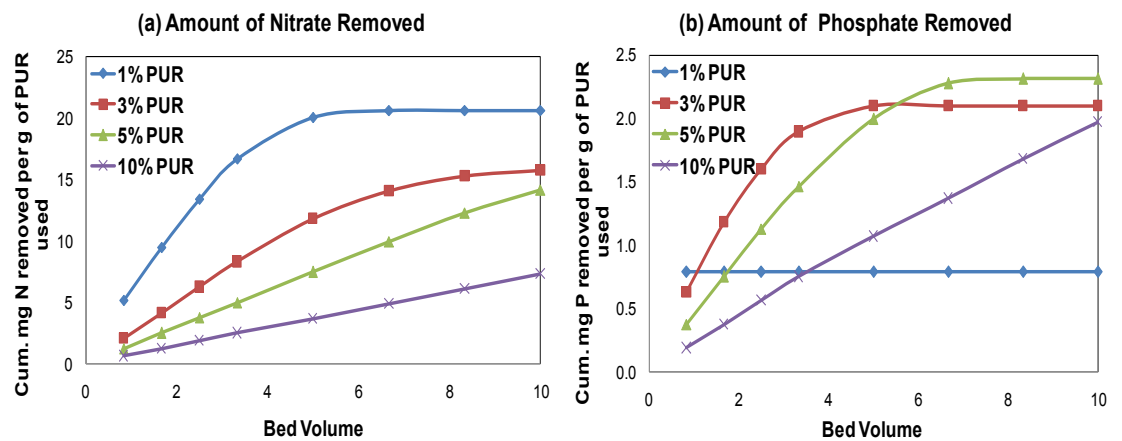 (a) Amount of Nitrate Removed
Cum. mg N removed per g of PUR
used
25
20
15
10
5
0
1% PUR
3% PUR
5% PUR
10% PUR
0 2 4 6 8 10
Bed Volume
(b) Amount of Phosphate Removed
Cum. mg P removed per g of PUR
used
2.5
2.0
1.5
1.0
0.5
0.0
1% PUR
3% PUR
5% PUR
10% PUR
0 2 4 6 8 10
Bed Volume